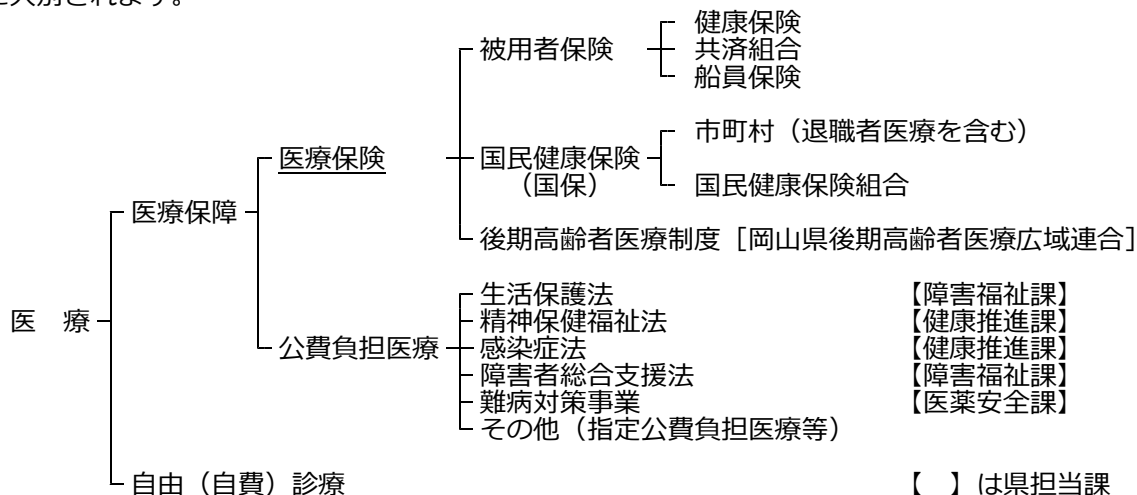 に大別されます。
健康保険
被用者保険 共済組合
船員保険
市町村（退職者医療を含む）
医療保険 国民健康保険
（国保） 国民健康保険組合
医療保障
後期高齢者医療制度［岡山県後期高齢者医療広域連合］
生活保護法 【障害福祉課】
医　療 精神保健福祉法 【健康推進課】
公費負担医療 感染症法 【健康推進課】
障害者総合支援法 【障害福祉課】
難病対策事業 【医薬安全課】
その他（指定公費負担医療等）
自由（自費）診療 【　】は県担当課